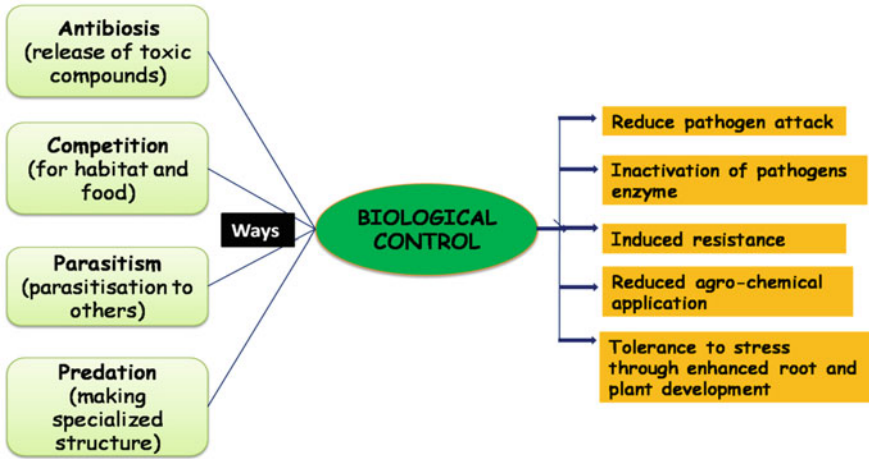 Antibiosis
(release of toxic
compounds)
Competition
(for habitat and
food)
Parasitism
(parasitisation to
others)
Predation
(making
specialized
structure)
Ways
BIOLOGICAL
CONTROL
Reduce pathogen attack
Inactivation of pathogens
enzyme
Induced resistance
Reduced agro-chemical
application
Tolerance to stress
through enhanced root and
plant development